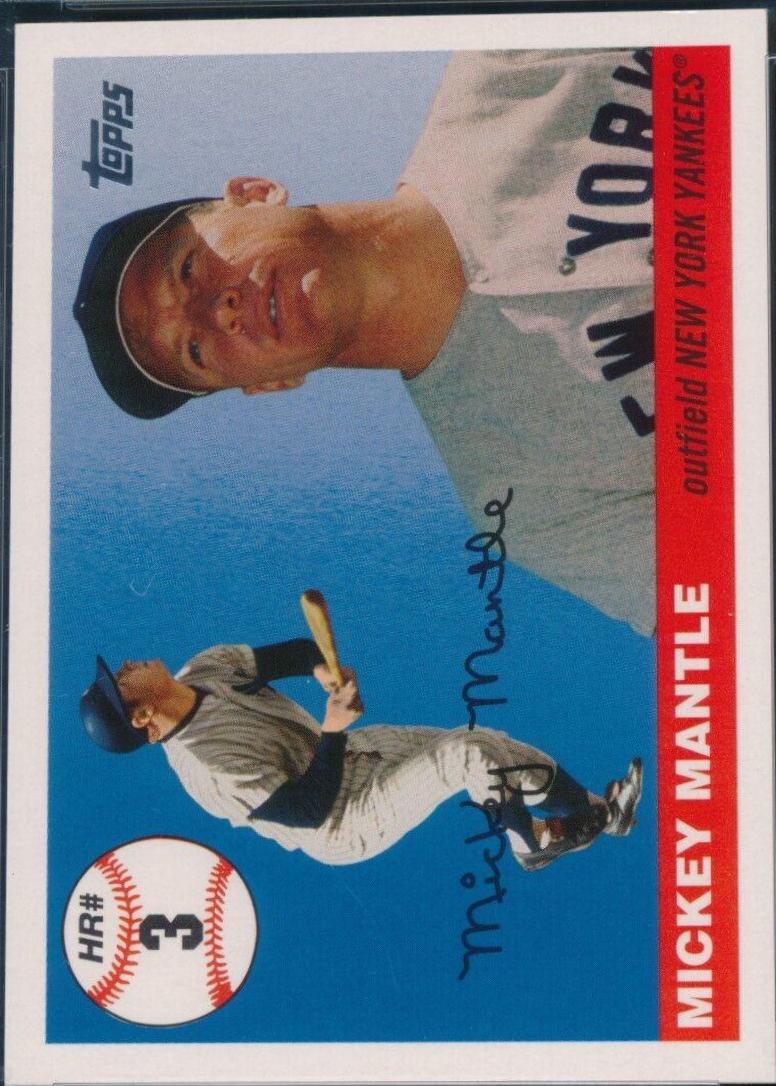 HR#
3
Topps
Mickey Mantle
NEW YORK
MICKEY MANTLE outfield NEW YORK YANKEES®